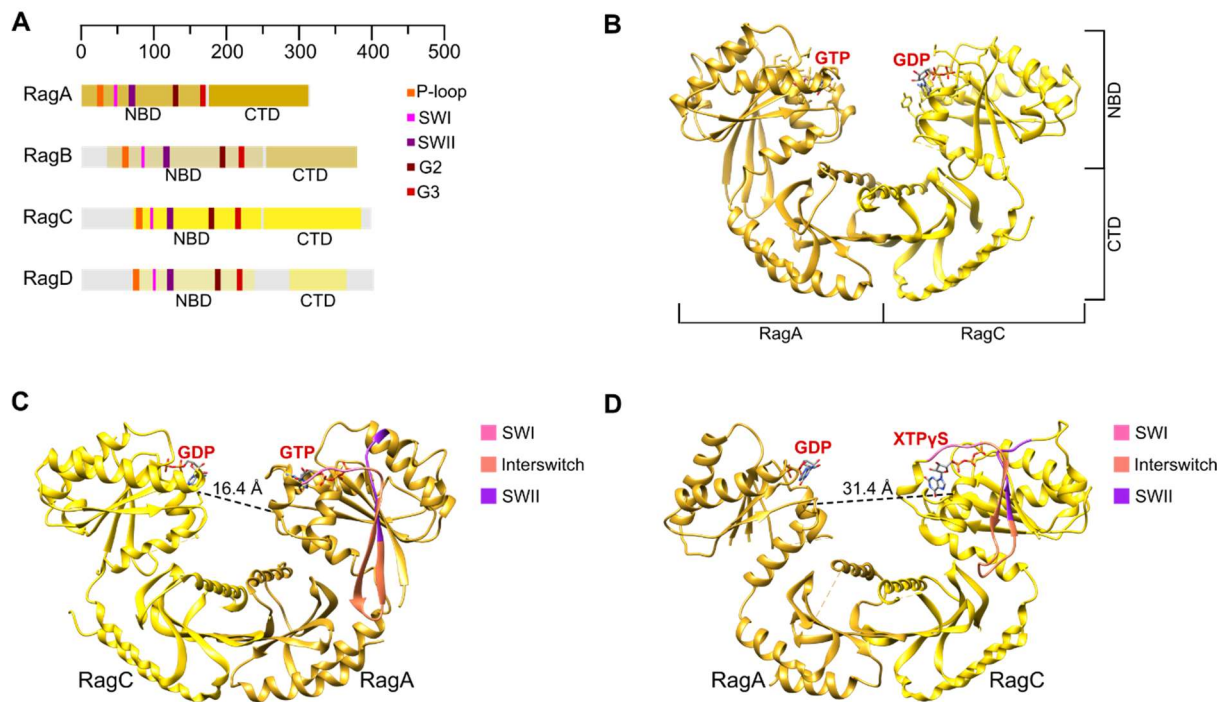 A
0 100 200 300 400 500
RagA
NBD CTD
RagB
NBD CTD
RagC
NBD CTD
RagD
NBD CTD
P-loop
SWI
SWII
G2
G3
B
GTP GDP
NBD
CTD
RagA RagC
C
GDP GTP
16.4 Å
SWI
Interswitch
SWII
RagC RagA
D
GDP XTPγS
31.4 Å
SWI
Interswitch
SWII
RagA RagC